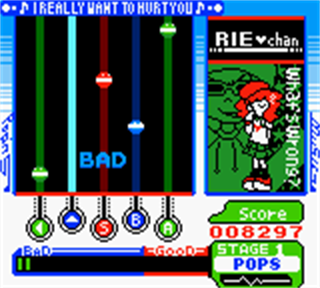 ♪ I REALLY WANT TO HURT YOU ♪
RIE♥chan
What's wrong?
BAD
S B A
Score
008297
BAD GOOD
STAGE 1
POPS